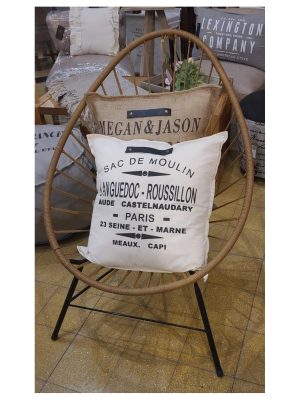 LEXINGTON
COMPANY
MEGAN & JASON
SAC DE MOULIN
LANGUEDOC - ROUSSILLON
AUDE CASTELNAUDARY
- PARIS -
23 SEINE - ET - MARNE
MEAUX. CAPI